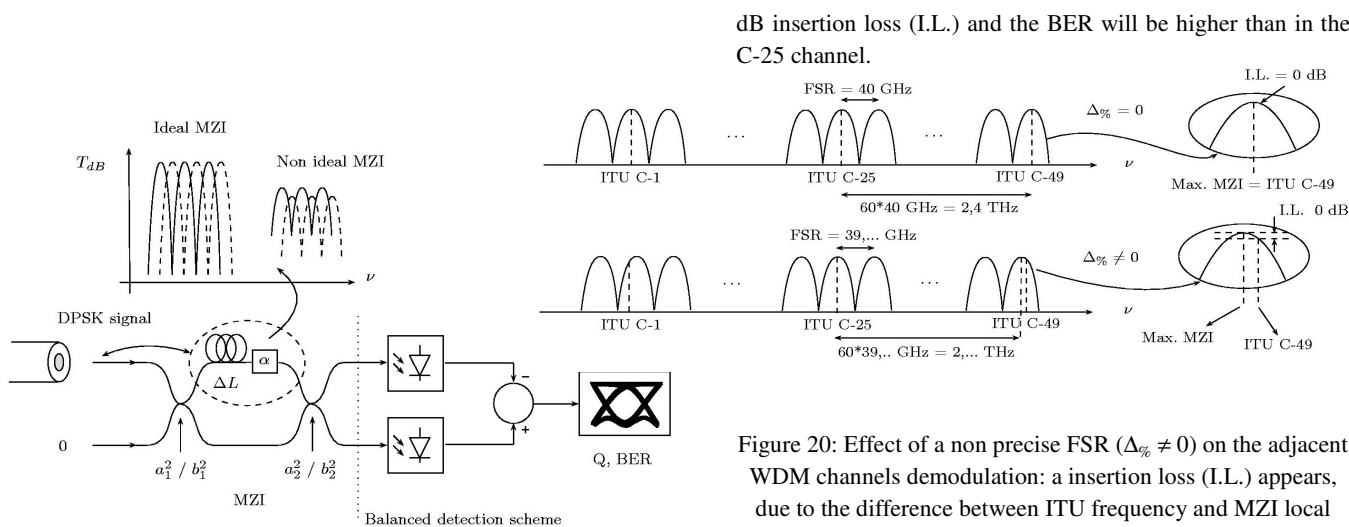 dB insertion loss (I.L.) and the BER will be higher than in the
C-25 channel.
Ideal MZI
T_{dB}
Non ideal MZI
ν
DPSK signal
ΔL
α
0
a_1^2 / b_1^2
a_2^2 / b_2^2
MZI
−
+
Q, BER
Balanced detection scheme
I.L. = 0 dB
FSR = 40 GHz
Δ_% = 0
... ...
ν
ITU C-1
ITU C-25
ITU C-49
60*40 GHz = 2,4 THz
Max. MZI = ITU C-49
I.L. 0 dB
FSR = 39,... GHz
Δ_% ≠ 0
... ...
ν
ITU C-1
ITU C-25
ITU C-49
60*39,.. GHz = 2,... THz
Max. MZI
ITU C-49
Figure 20: Effect of a non precise FSR (Δ_% ≠ 0) on the adjacent
WDM channels demodulation: a insertion loss (I.L.) appears,
due to the difference between ITU frequency and MZI local